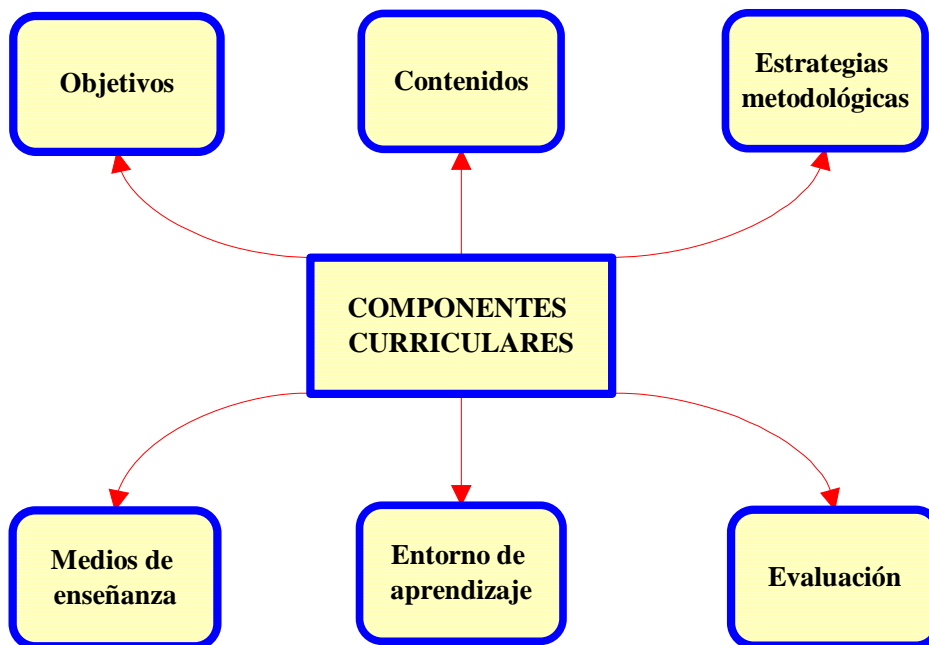 Objetivos
Contenidos
Estrategias
metodológicas
COMPONENTES
CURRICULARES
Medios de
enseñanza
Entorno de
aprendizaje
Evaluación